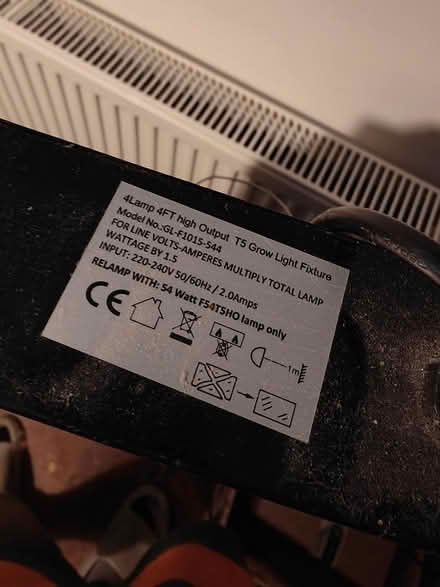 4Lamp 4FT high Output T5 Grow Light Fixture
Model No.:GL-F1015-544
FOR LINE VOLTS-AMPERES MULTIPLY TOTAL LAMP
WATTAGE BY 1.5
INPUT: 220-240V 50/60Hz / 2.0Amps
RELAMP WITH: 54 Watt F54T5HO lamp only
CE
1m